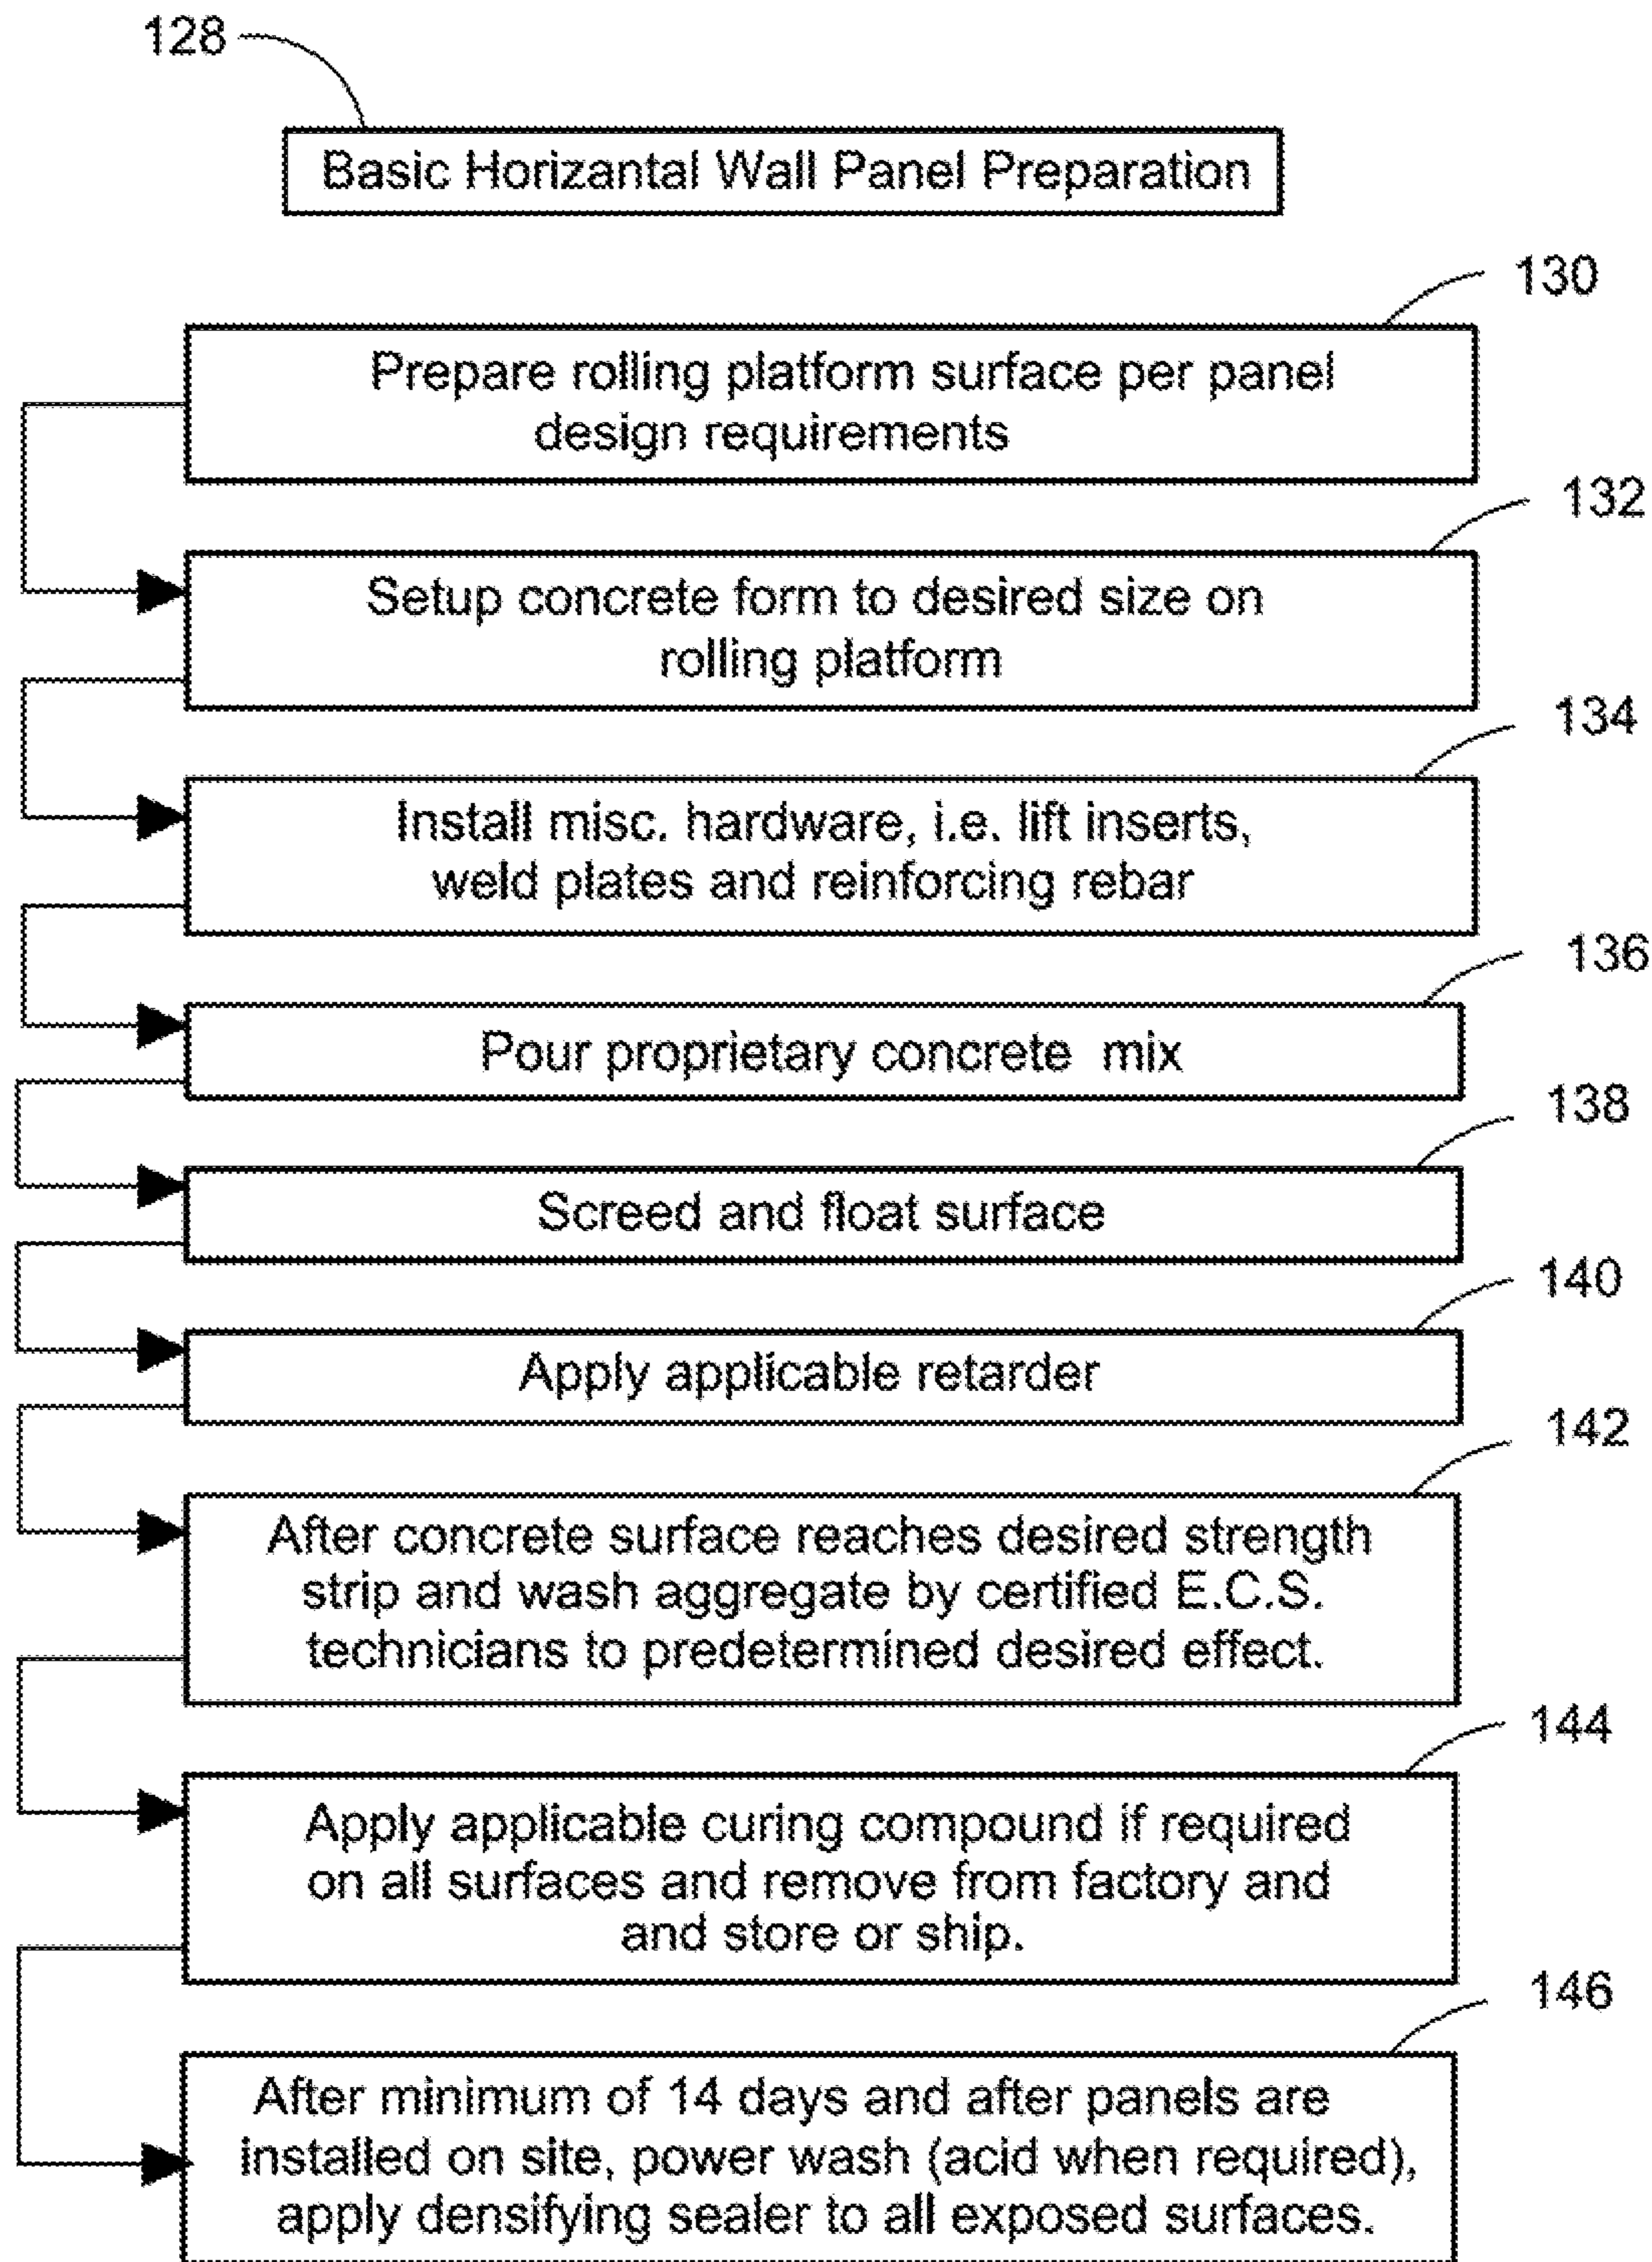 128
Basic Horizantal Wall Panel Preparation
130
Prepare rolling platform surface per panel
design requirements
132
Setup concrete form to desired size on
rolling platform
134
Install misc. hardware, i.e. lift inserts,
weld plates and reinforcing rebar
136
Pour proprietary concrete mix
138
Screed and float surface
140
Apply applicable retarder
142
After concrete surface reaches desired strength
strip and wash aggregate by certified E.C.S.
technicians to predetermined desired effect.
144
Apply applicable curing compound if required
on all surfaces and remove from factory and
and store or ship.
146
After minimum of 14 days and after panels are
installed on site, power wash (acid when required),
apply densifying sealer to all exposed surfaces.